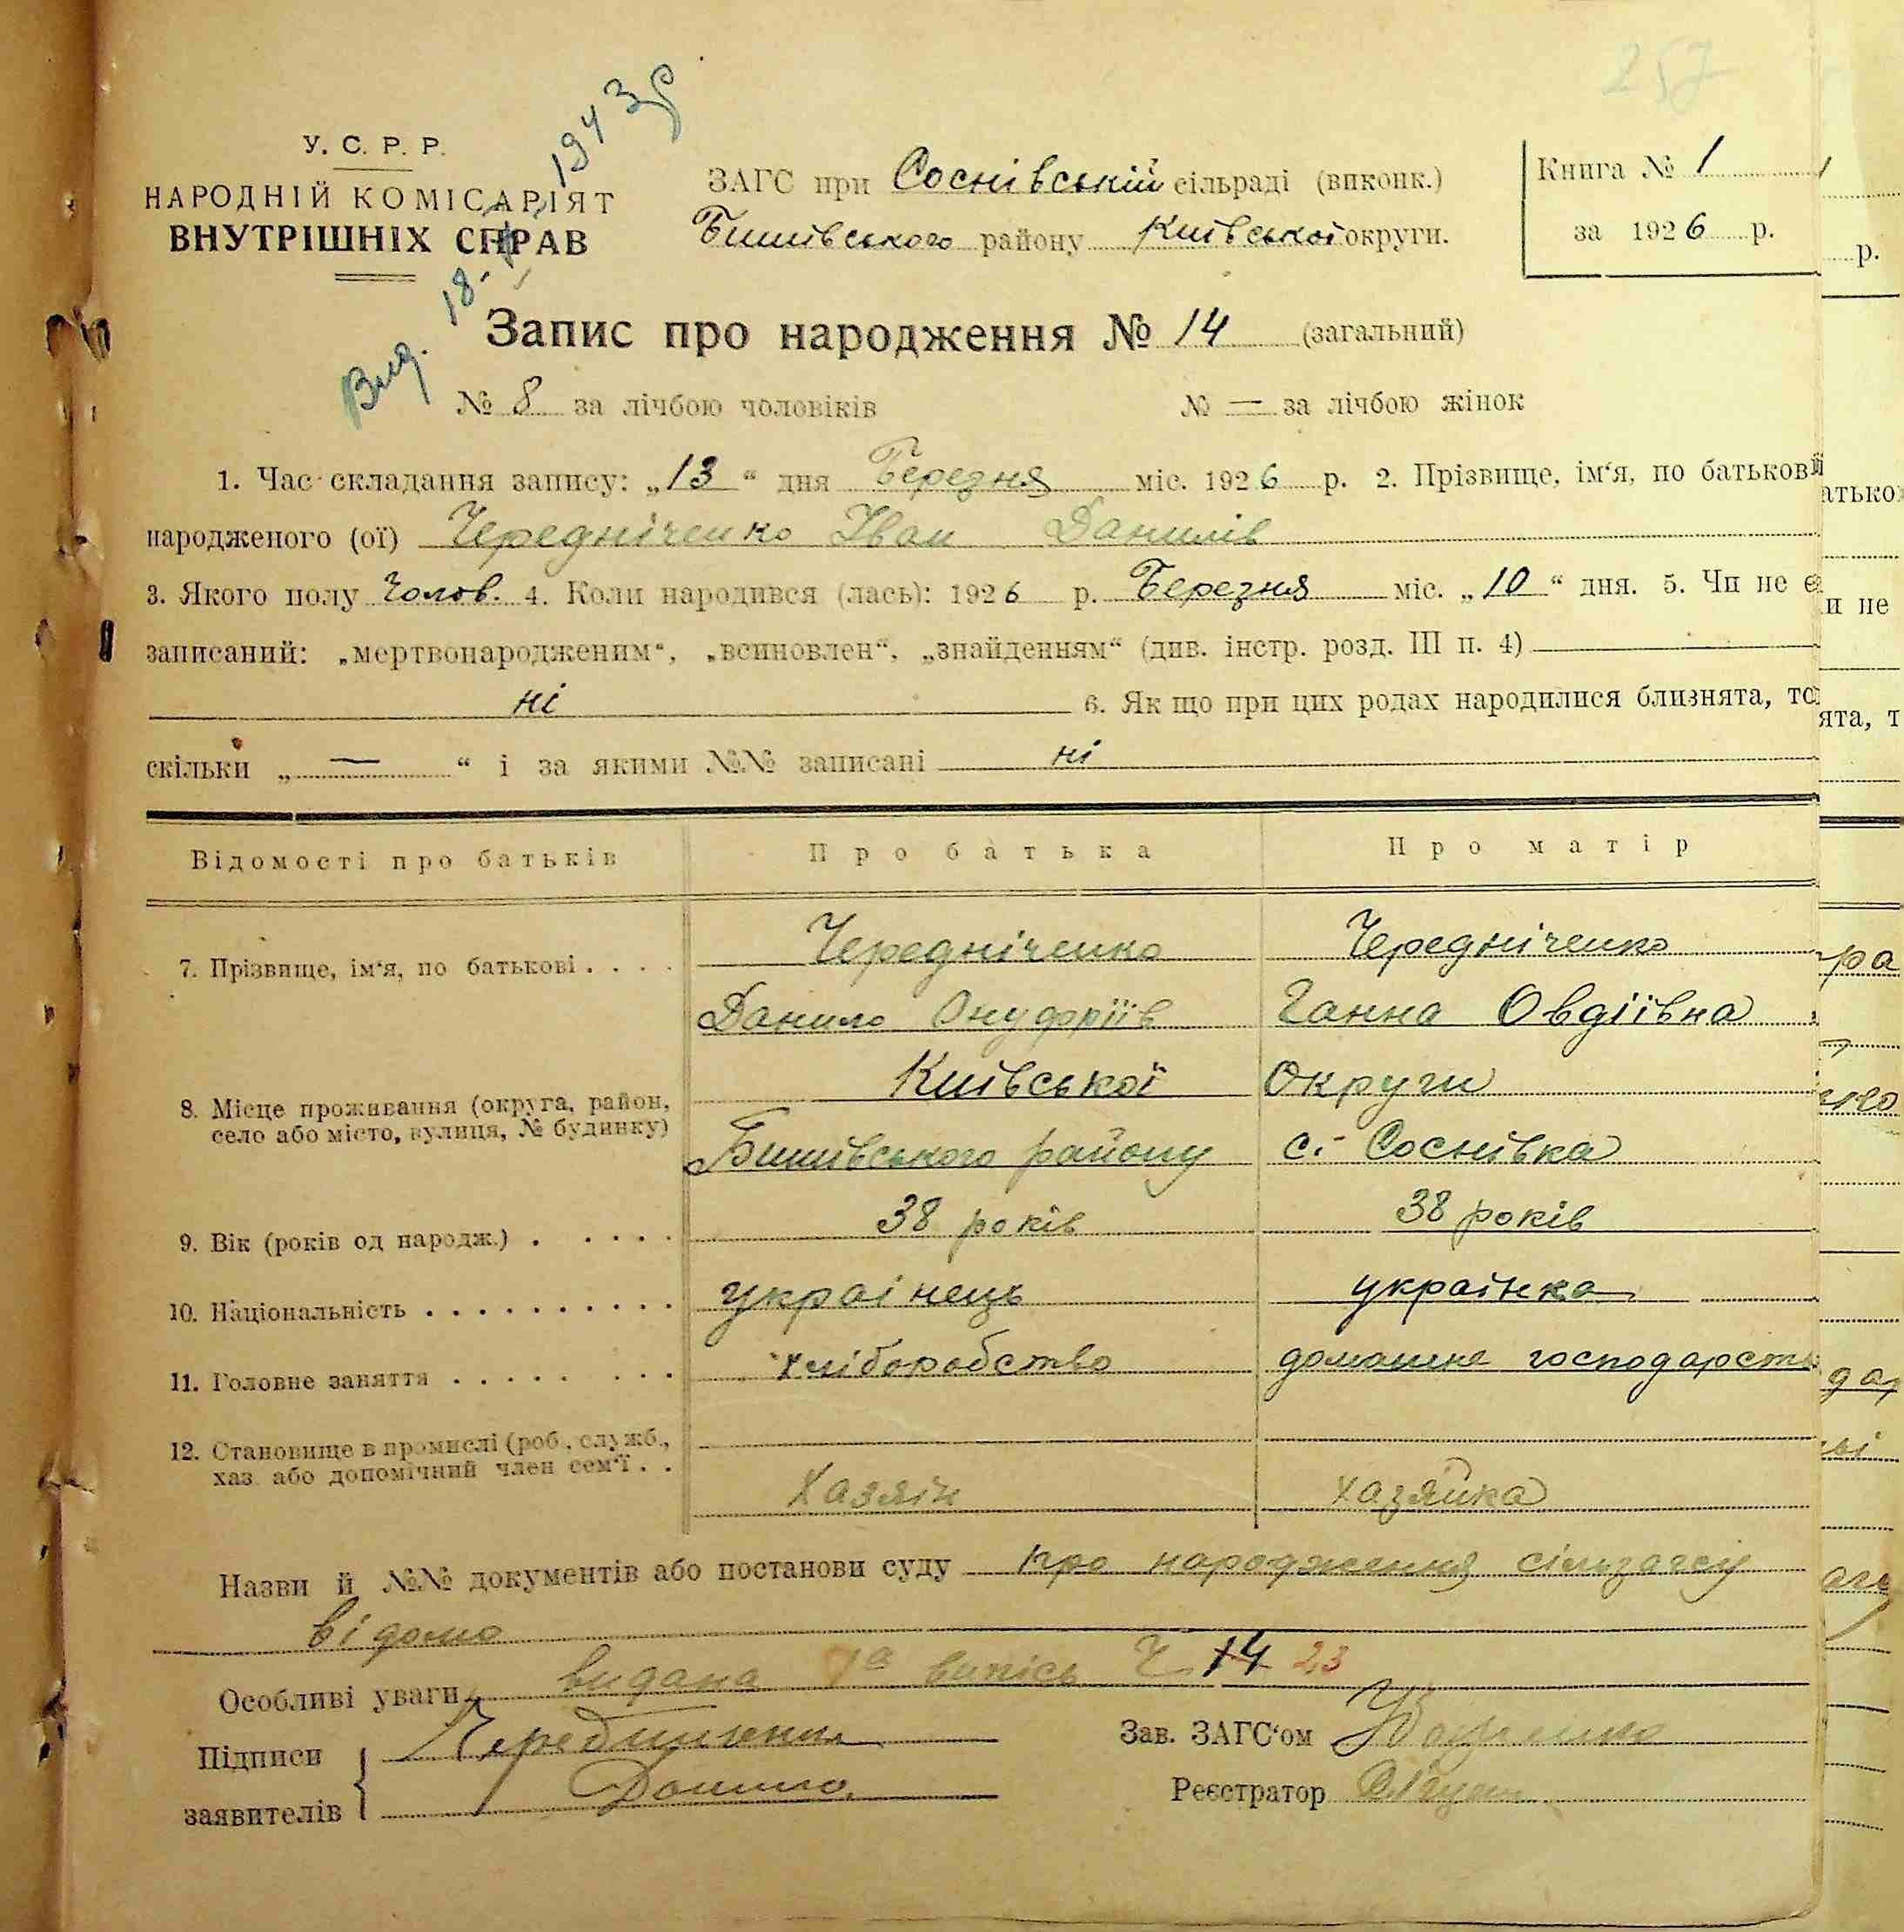 257
У. С. Р. Р.
НАРОДНІЙ КОМІСАРІЯТ
ВНУТРІШНІХ СПРАВ
Вид. 18. 1943 р
ЗАГС при Соснівській сільраді (виконк.)
Бишівського району Київської округи.
Книга № 1
за 1926 р.
Запис про народження № 14 (загальний)
№ 8 за лічбою чоловіків № — за лічбою жінок
1. Час складання запису: „13“ дня Березня міс. 1926 р. 2. Прізвище, ім‘я, по батькові
народженого (ої) Чередніченко Іван Данилів
3. Якого полу Чолов. 4. Коли народився (лась): 1926 р. Березня міс. „10“ дня. 5. Чи не є
записаний: „мертвонародженим“, „всиновлен“, „знайденням“ (див. інстр. розд. III п. 4)
ні 6. Як що при цих родах народилися близнята, то
скільки „ — “ і за якими №№ записані ні
Відомості про батьків Про батька Про матір
7. Прізвище, ім‘я, по батькові . . . . Чередніченко Чередніченко
Данило Онуфріїв Ганна Овдіївна
8. Місце проживання (округа, район, село або місто, вулиця, № будинку) Київської Округи
Бишівського району с. Соснівка
9. Вік (років од народж.) . . . . . 38 років 38 років
10. Національність . . . . . . . . . . українець українка
11. Головне заняття . . . . . . . . хліборобство домашнє господарств
12. Становище в промислі (роб., служб.,
хаз. або допомічний член сем‘ї . . Хазяїн хазяйка
Назви й №№ документів або постанови суду про народження сільзагсу
відомо
Особливі уваги видана 1а випісь Ч 14 23
Підписи Чередниченко
заявителів Данило
Зав. ЗАГС‘ом
Реєстратор